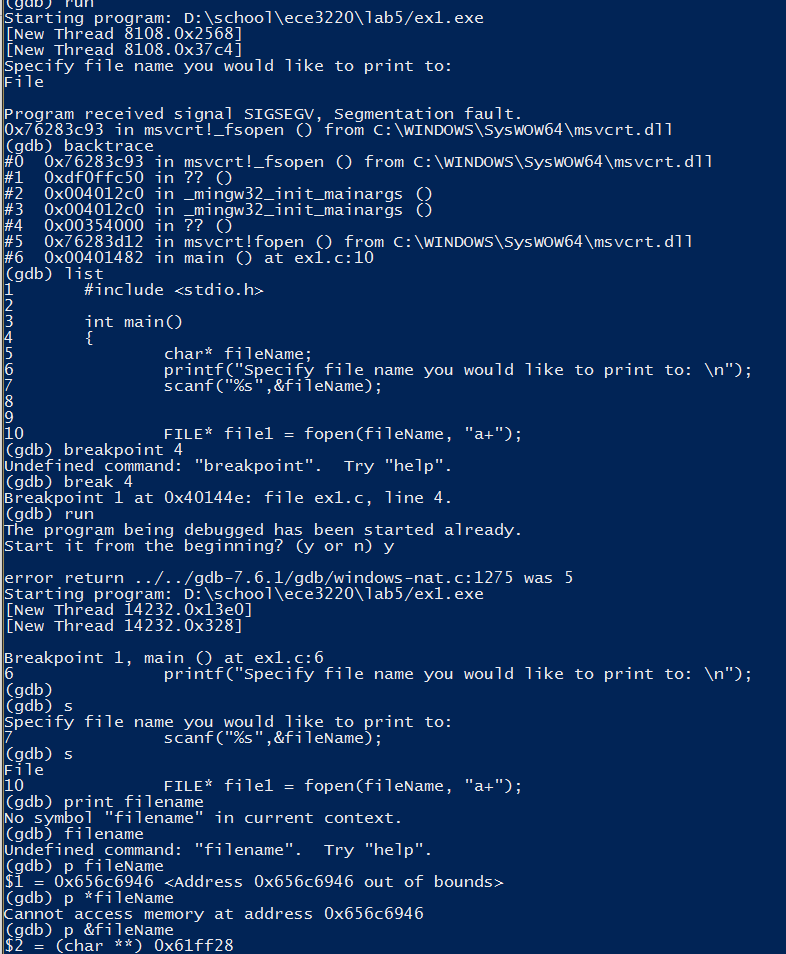 (gdb) run
Starting program: D:\school\ece3220\lab5/ex1.exe
[New Thread 8108.0x2568]
[New Thread 8108.0x37c4]
Specify file name you would like to print to:
File
Program received signal SIGSEGV, Segmentation fault.
0x76283c93 in msvcrt!_fsopen () from C:\WINDOWS\SysWOW64\msvcrt.dll
(gdb) backtrace
#0  0x76283c93 in msvcrt!_fsopen () from C:\WINDOWS\SysWOW64\msvcrt.dll
#1  0xdf0ffc50 in ?? ()
#2  0x004012c0 in _mingw32_init_mainargs ()
#3  0x004012c0 in _mingw32_init_mainargs ()
#4  0x00354000 in ?? ()
#5  0x76283d12 in msvcrt!fopen () from C:\WINDOWS\SysWOW64\msvcrt.dll
#6  0x00401482 in main () at ex1.c:10
(gdb) list
1       #include <stdio.h>
2
3       int main()
4       {
5               char* fileName;
6               printf("Specify file name you would like to print to: \n");
7               scanf("%s",&fileName);
8
9
10              FILE* file1 = fopen(fileName, "a+");
(gdb) breakpoint 4
Undefined command: "breakpoint".  Try "help".
(gdb) break 4
Breakpoint 1 at 0x40144e: file ex1.c, line 4.
(gdb) run
The program being debugged has been started already.
Start it from the beginning? (y or n) y
error return ../../gdb-7.6.1/gdb/windows-nat.c:1275 was 5
Starting program: D:\school\ece3220\lab5/ex1.exe
[New Thread 14232.0x13e0]
[New Thread 14232.0x328]
Breakpoint 1, main () at ex1.c:6
6               printf("Specify file name you would like to print to: \n");
(gdb)
(gdb) s
Specify file name you would like to print to:
7               scanf("%s",&fileName);
(gdb) s
File
10              FILE* file1 = fopen(fileName, "a+");
(gdb) print filename
No symbol "filename" in current context.
(gdb) filename
Undefined command: "filename".  Try "help".
(gdb) p fileName
$1 = 0x656c6946 <Address 0x656c6946 out of bounds>
(gdb) p *fileName
Cannot access memory at address 0x656c6946
(gdb) p &fileName
$2 = (char **) 0x61ff28